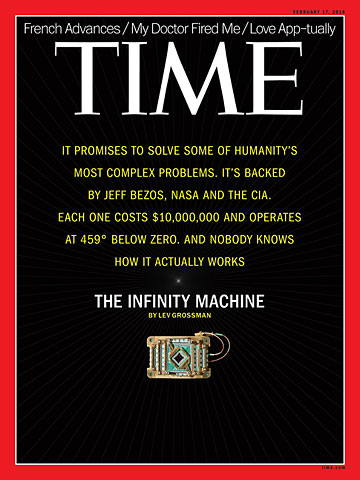 FEBRUARY 17, 2014
French Advances / My Doctor Fired Me / Love App-tually
TIME
IT PROMISES TO SOLVE SOME OF HUMANITY'S
MOST COMPLEX PROBLEMS. IT'S BACKED
BY JEFF BEZOS, NASA AND THE CIA.
EACH ONE COSTS $10,000,000 AND OPERATES
AT 459° BELOW ZERO. AND NOBODY KNOWS
HOW IT ACTUALLY WORKS
THE INFINITY MACHINE
BY LEV GROSSMAN
time.com